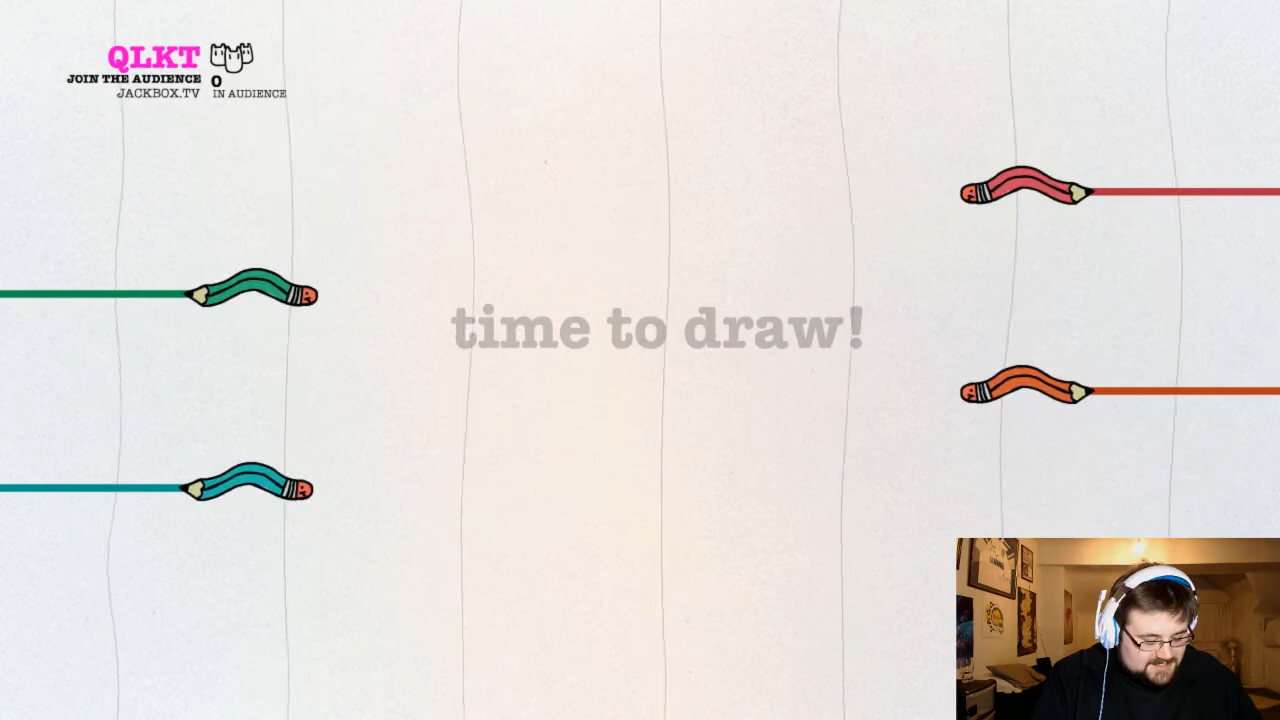 QLKT
JOIN THE AUDIENCE
JACKBOX.TV
0
IN AUDIENCE
time to draw!